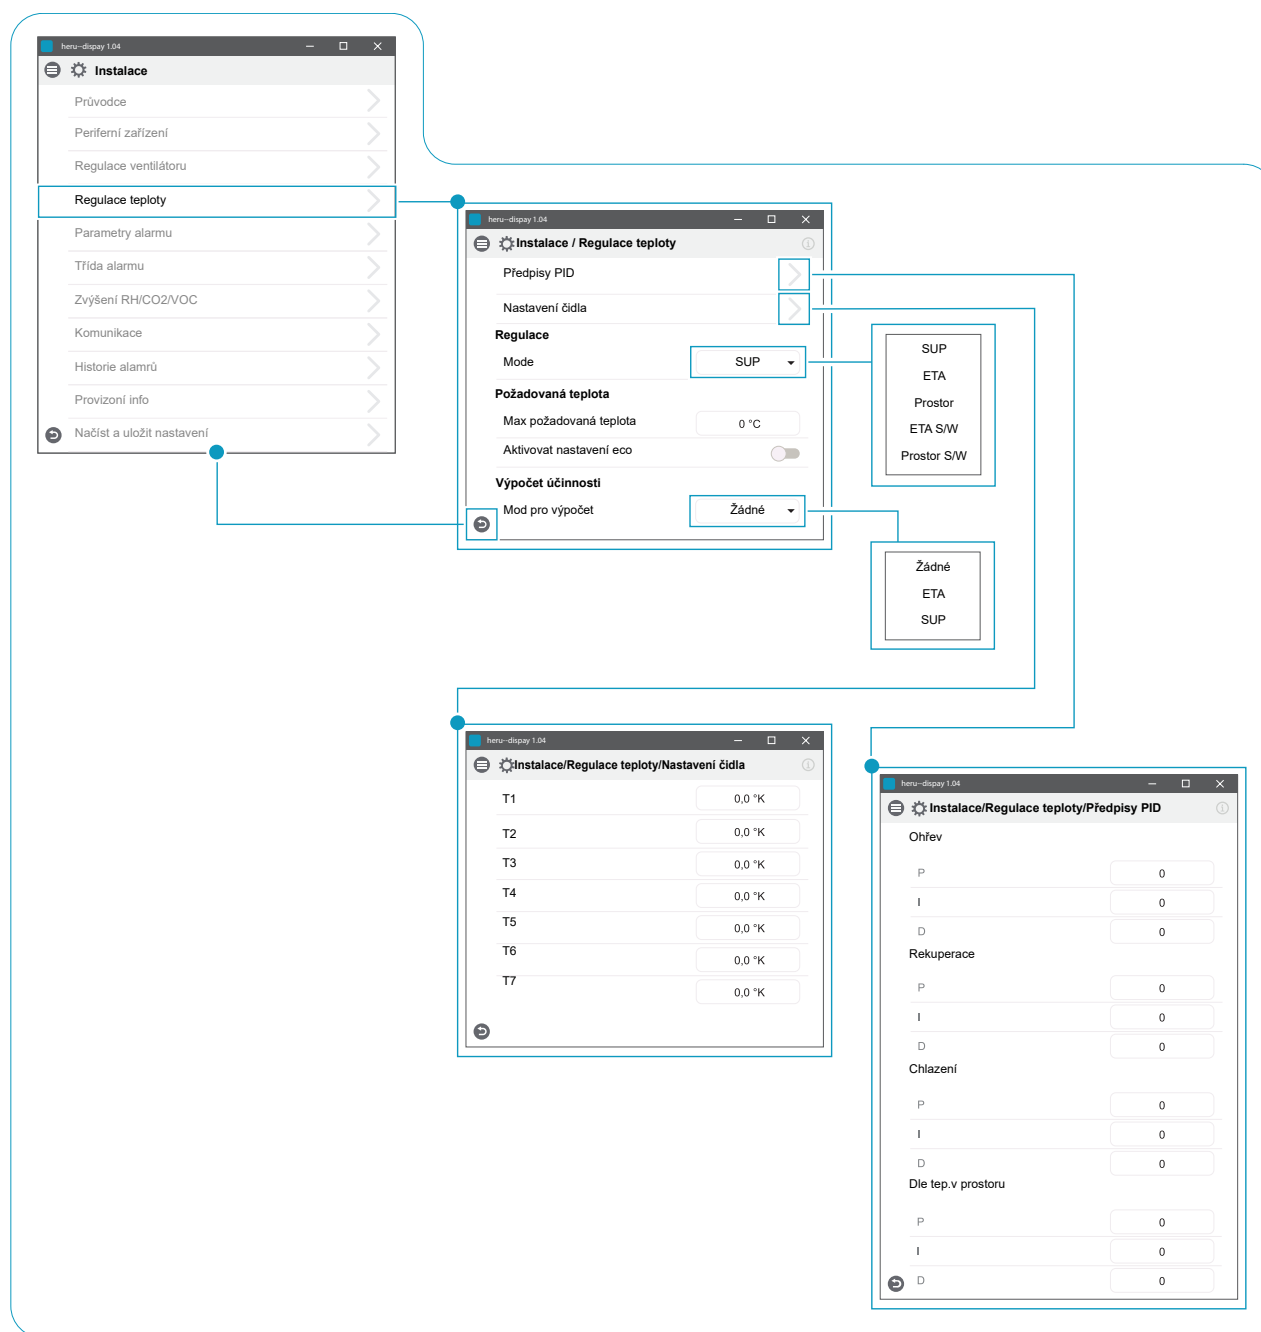 heru-dispay 1.04
Instalace
Průvodce
Periferní zařízení
Regulace ventilátoru
Regulace teploty
Parametry alarmu
Třída alarmu
Zvýšení RH/CO2/VOC
Komunikace
Historie alamrů
Provizoní info
Načíst a uložit nastavení
heru-dispay 1.04
Instalace / Regulace teploty
Předpisy PID
Nastavení čidla
Regulace
Mode SUP
Požadovaná teplota
Max požadovaná teplota 0 °C
Aktivovat nastavení eco
Výpočet účinnosti
Mod pro výpočet Žádné
SUP
ETA
Prostor
ETA S/W
Prostor S/W
Žádné
ETA
SUP
heru-dispay 1.04
Instalace/Regulace teploty/Nastavení čidla
T1 0,0 °K
T2 0,0 °K
T3 0,0 °K
T4 0,0 °K
T5 0,0 °K
T6 0,0 °K
T7 0,0 °K
heru-dispay 1.04
Instalace/Regulace teploty/Předpisy PID
Ohřev
P 0
I 0
D 0
Rekuperace
P 0
I 0
D 0
Chlazení
P 0
I 0
D 0
Dle tep.v prostoru
P 0
I 0
D 0